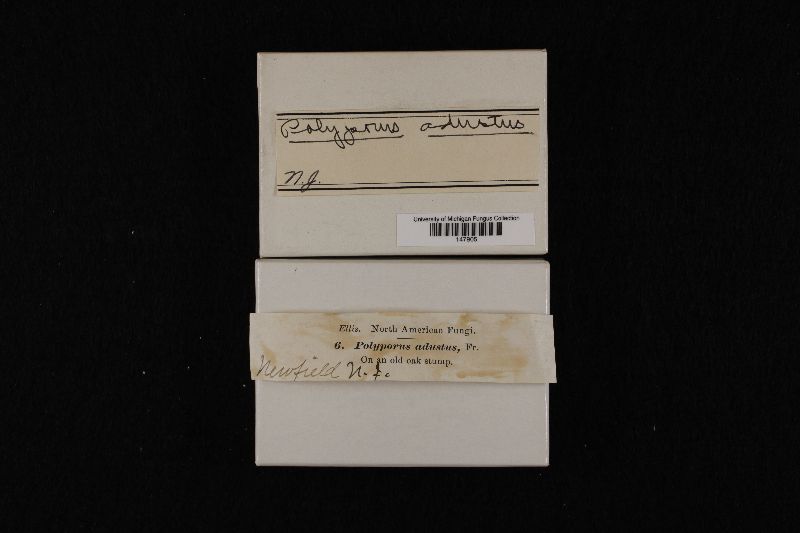 Polyporus adustus
N.J.
University of Michigan Fungus Collection
147905
Ellis. North American Fungi.
6. Polyporus adustus, Fr.
On an old oak stump.
Newfield N.J.